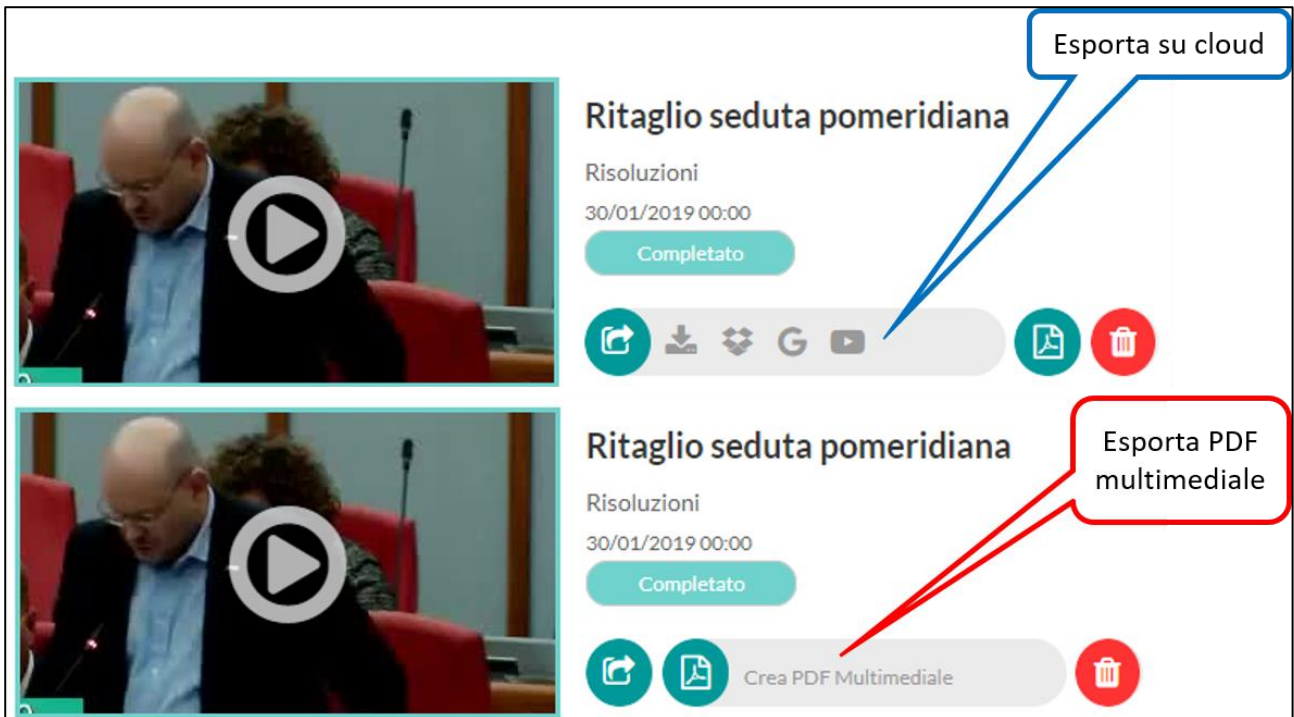 Esporta su cloud
Ritaglio seduta pomeridiana
Risoluzioni
30/01/2019 00:00
Completato
Ritaglio seduta pomeridiana
Esporta PDF
multimediale
Risoluzioni
30/01/2019 00:00
Completato
Crea PDF Multimediale